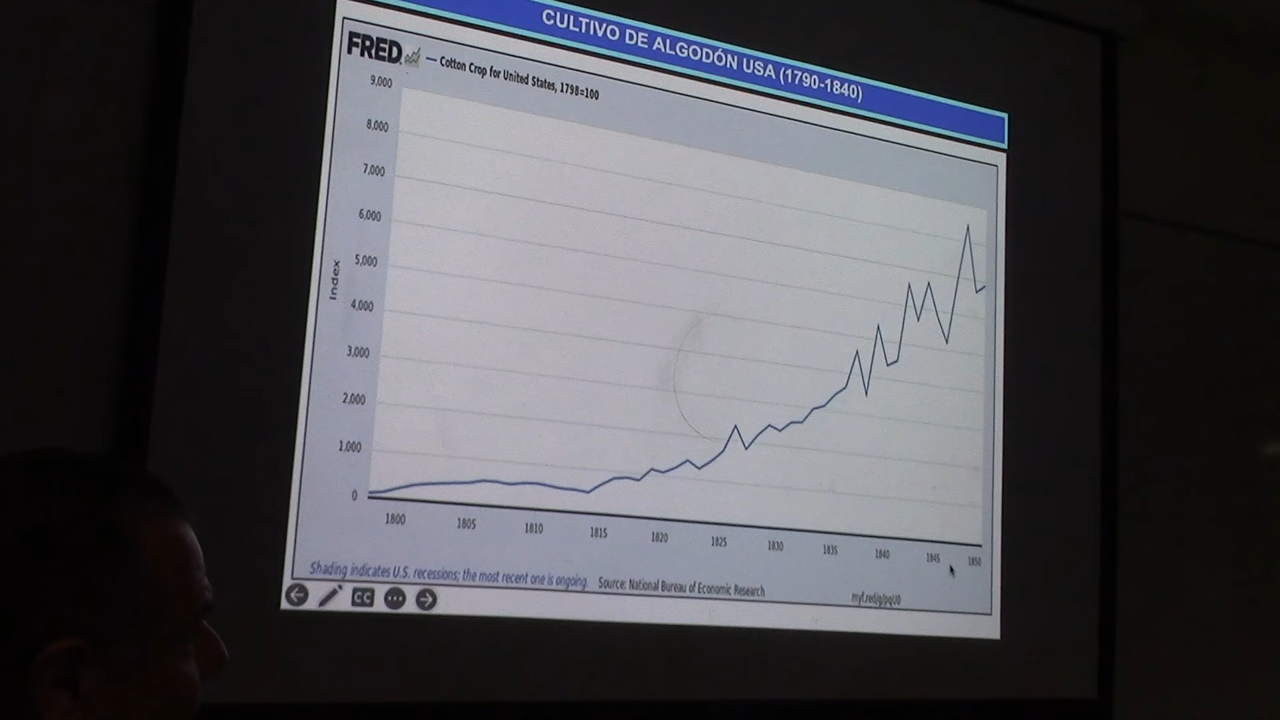 CULTIVO DE ALGODÓN USA (1790-1840)
FRED
Cotton Crop for United States, 1798=100
9,000
8,000
7,000
6,000
5,000
4,000
3,000
2,000
1,000
0
Index
1800 1805 1810 1815 1820 1825 1830 1835 1840 1845 1850
Shading indicates U.S. recessions; the most recent one is ongoing. Source: National Bureau of Economic Research
myf.red/g/pqU0
CC